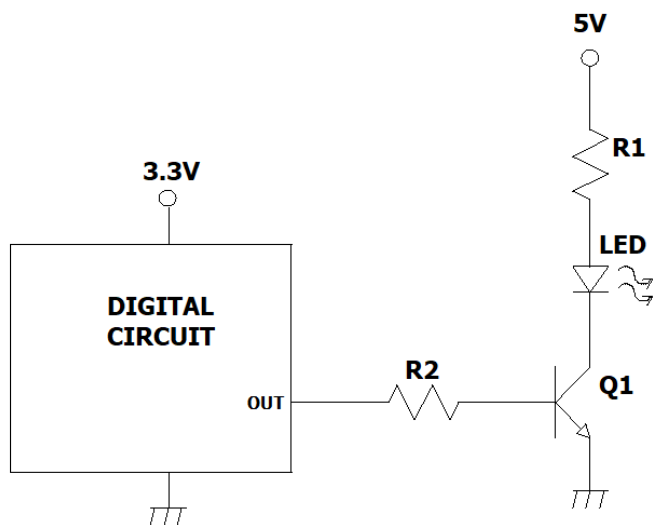 5V
R1
3.3V
LED
DIGITAL
CIRCUIT
R2
Q1
OUT